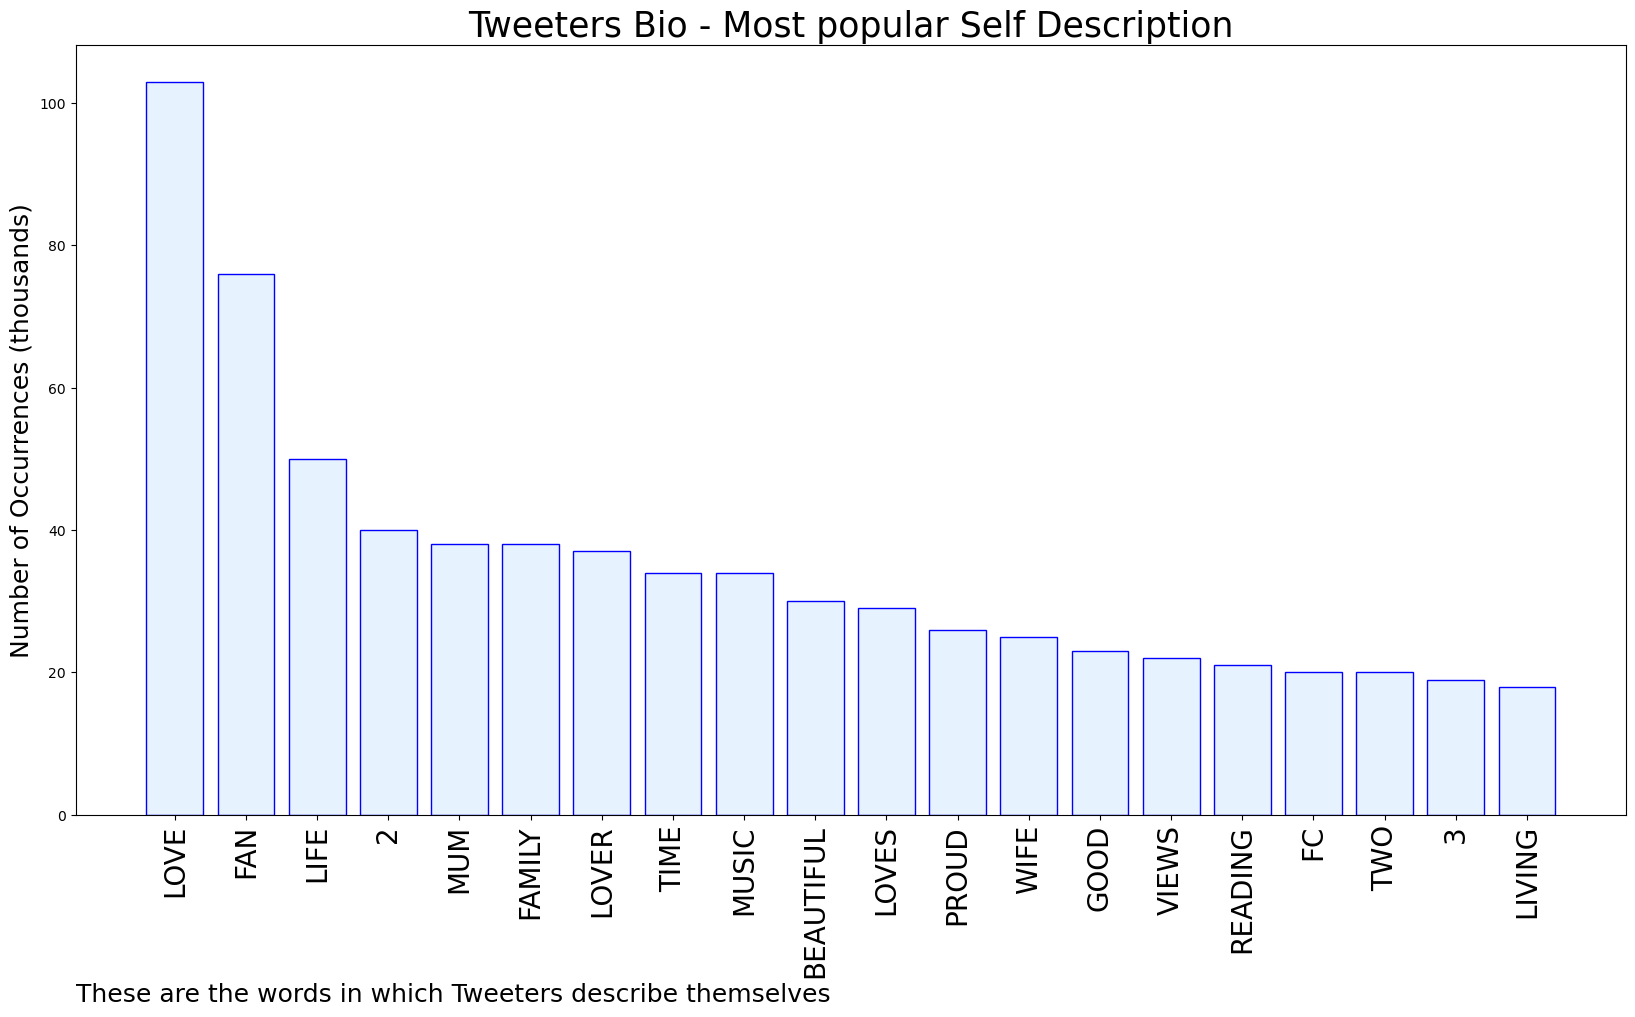 Tweeters Bio - Most popular Self Description
Number of Occurrences (thousands)
100
80
60
40
20
0
LOVE
FAN
LIFE
2
MUM
FAMILY
LOVER
TIME
MUSIC
BEAUTIFUL
LOVES
PROUD
WIFE
GOOD
VIEWS
READING
FC
TWO
3
LIVING
These are the words in which Tweeters describe themselves